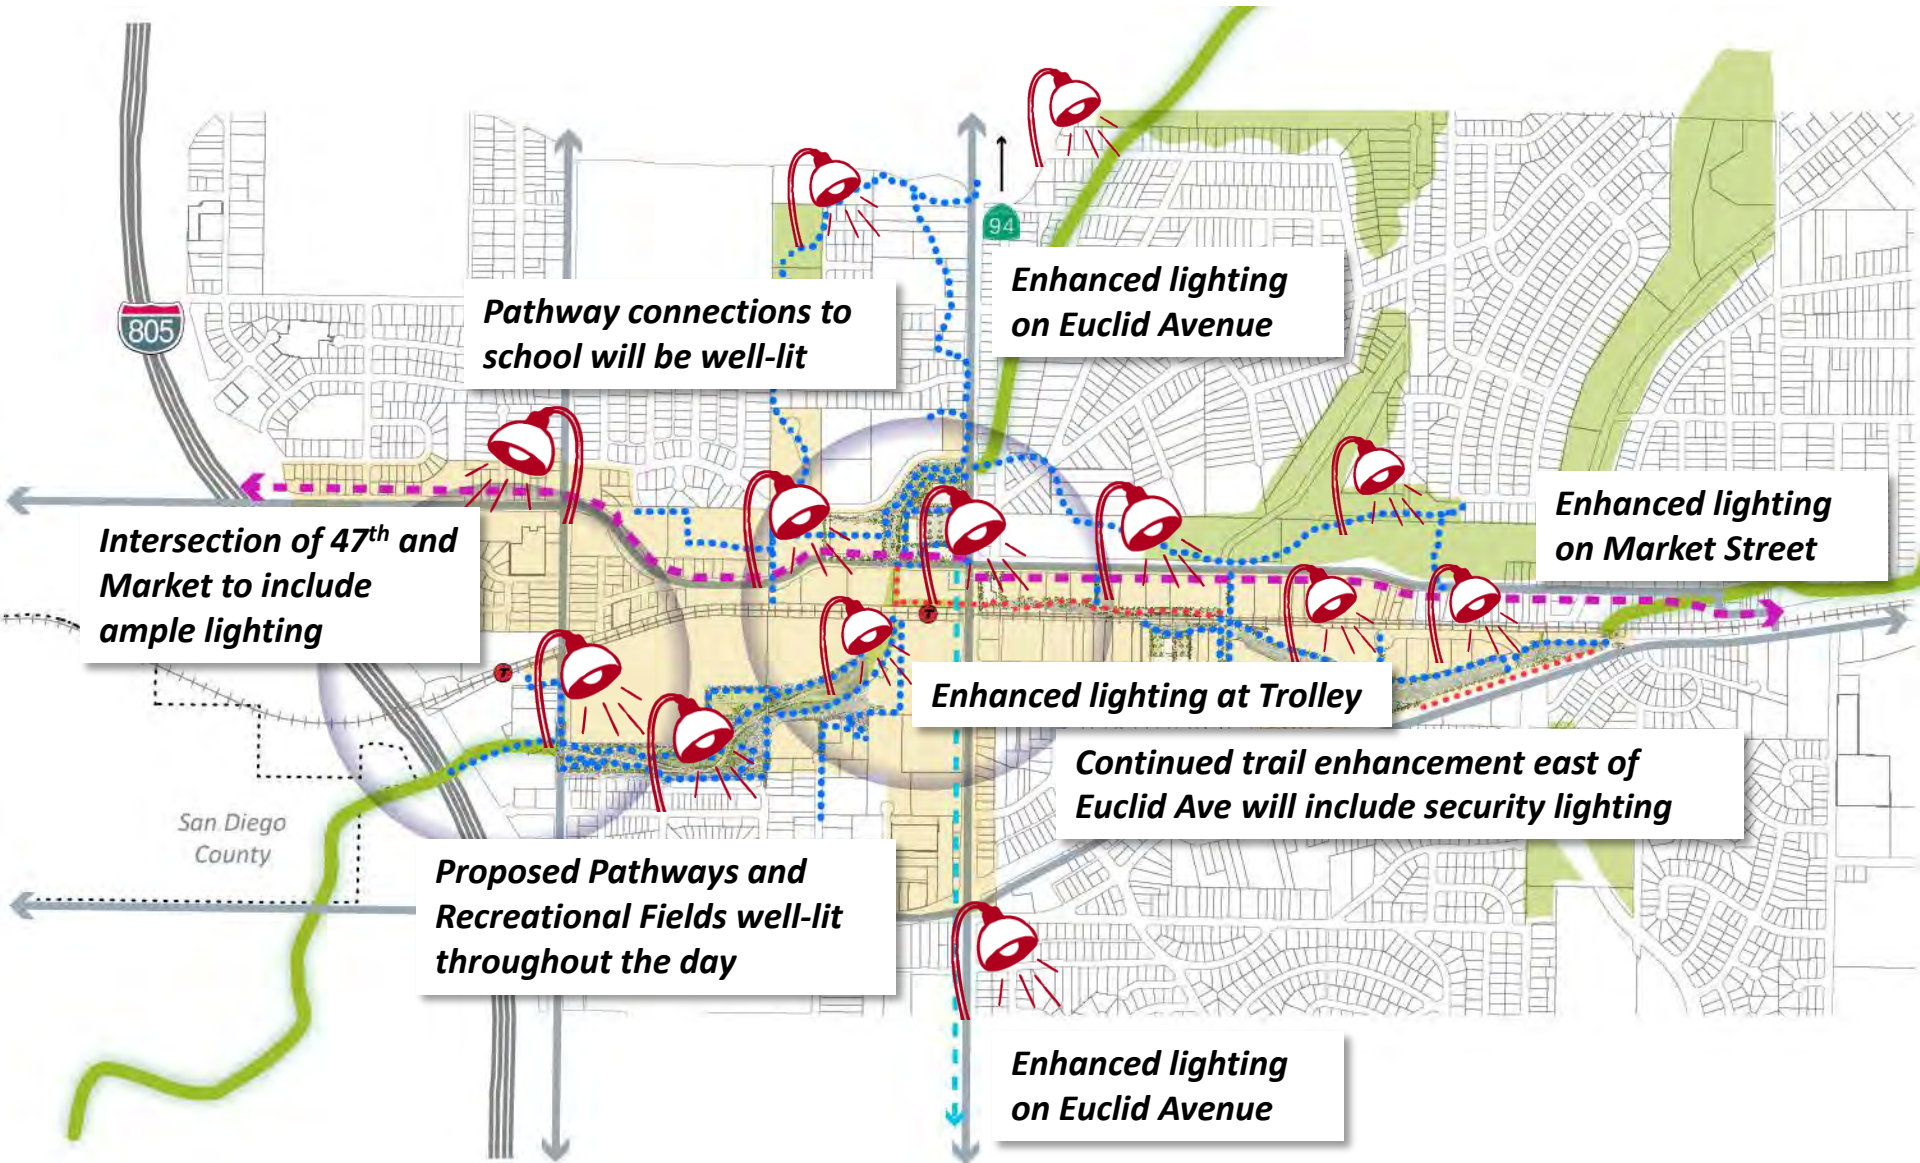 94
Enhanced lighting
on Euclid Avenue
Pathway connections to
school will be well-lit
805
Enhanced lighting
on Market Street
Intersection of 47th and
Market to include
ample lighting
T
T
Enhanced lighting at Trolley
Continued trail enhancement east of
Euclid Ave will include security lighting
San Diego
County
Proposed Pathways and
Recreational Fields well-lit
throughout the day
Enhanced lighting
on Euclid Avenue